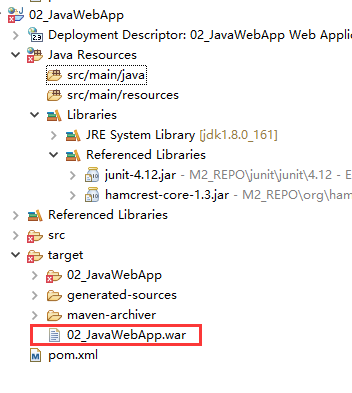 02_JavaWebApp
Deployment Descriptor: 02_JavaWebApp Web Applic
Java Resources
src/main/java
src/main/resources
Libraries
JRE System Library [jdk1.8.0_161]
Referenced Libraries
junit-4.12.jar - M2_REPO\junit\junit\4.12 - E
hamcrest-core-1.3.jar - M2_REPO\org\ham
Referenced Libraries
src
target
02_JavaWebApp
generated-sources
maven-archiver
02_JavaWebApp.war
pom.xml